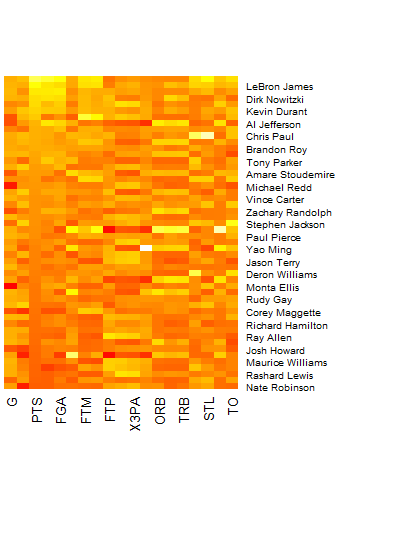 LeBron James
Dirk Nowitzki
Kevin Durant
Al Jefferson
Chris Paul
Brandon Roy
Tony Parker
Amare Stoudemire
Michael Redd
Vince Carter
Zachary Randolph
Stephen Jackson
Paul Pierce
Yao Ming
Jason Terry
Deron Williams
Monta Ellis
Rudy Gay
Corey Maggette
Richard Hamilton
Ray Allen
Josh Howard
Maurice Williams
Rashard Lewis
Nate Robinson
G
PTS
FGA
FTM
FTP
X3PA
ORB
TRB
STL
TO